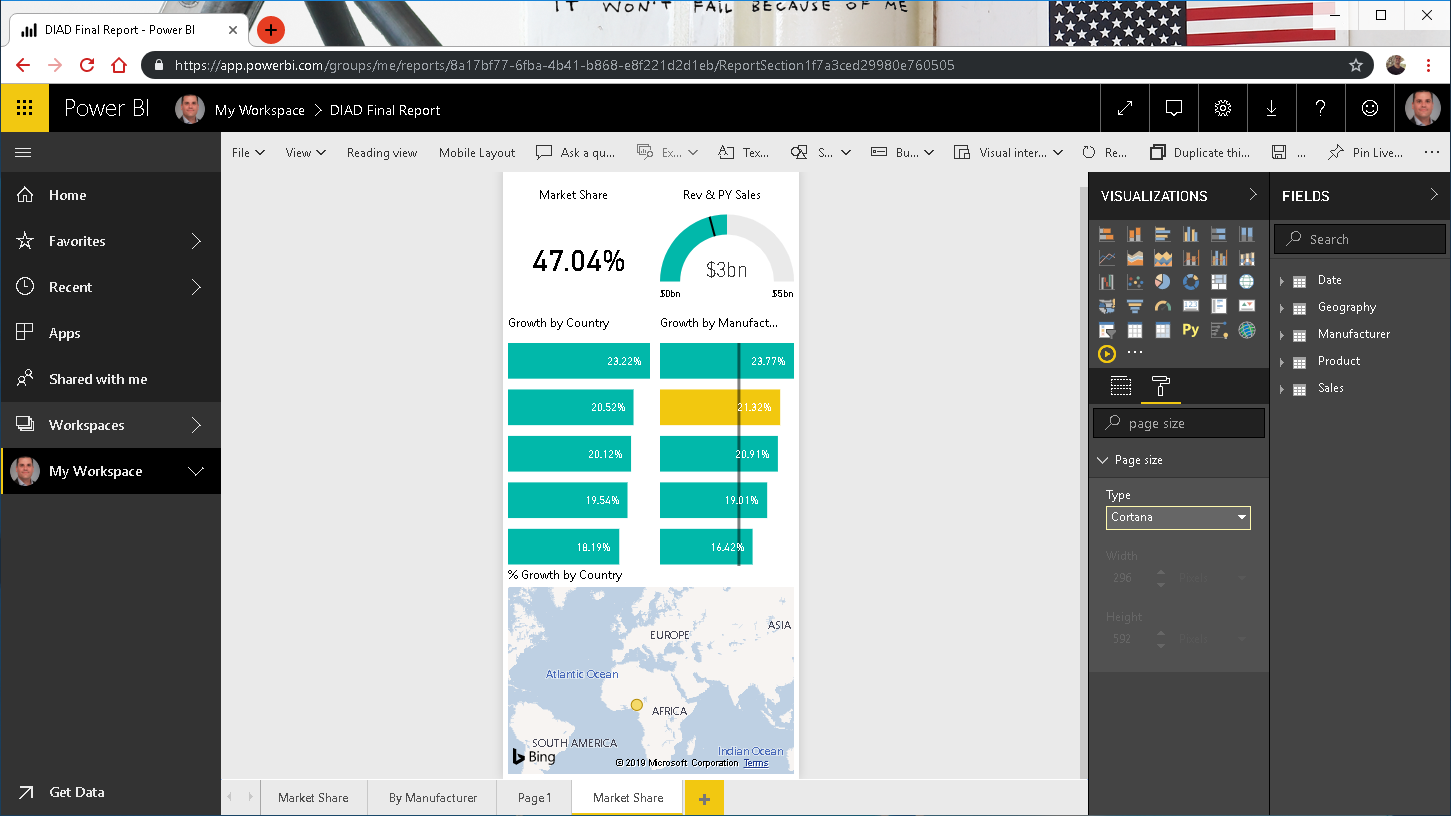 IT WON'T FAIL BECAUSE OF ME
DIAD Final Report - Power BI
https://app.powerbi.com/groups/me/reports/8a17bf77-6fba-4b41-b868-e8f221d2d1eb/ReportSection1f7a3ced29980e760505
Power BI My Workspace > DIAD Final Report
File View Reading view Mobile Layout Ask a qu... Ex... Tex... S... Bu... Visual inter... Re... Duplicate thi... ... Pin Live... ...
Home
Favorites
Recent
Apps
Shared with me
Workspaces
My Workspace
Get Data
Market Share
47.04%
Rev & PY Sales
$3bn
$0bn $5bn
Growth by Country
23.22%
20.52%
20.12%
19.54%
18.19%
Growth by Manufact...
23.77%
21.32%
20.91%
19.01%
16.42%
% Growth by Country
ASIA
EUROPE
Atlantic Ocean
AFRICA
SOUTH AMERICA
Indian Ocean
Bing
© 2019 Microsoft Corporation Terms
Market Share By Manufacturer Page 1 Market Share +
VISUALIZATIONS
Py
...
page size
Page size
Type
Cortana
Width
296 Pixels
Height
592 Pixels
FIELDS
Search
Date
Geography
Manufacturer
Product
Sales